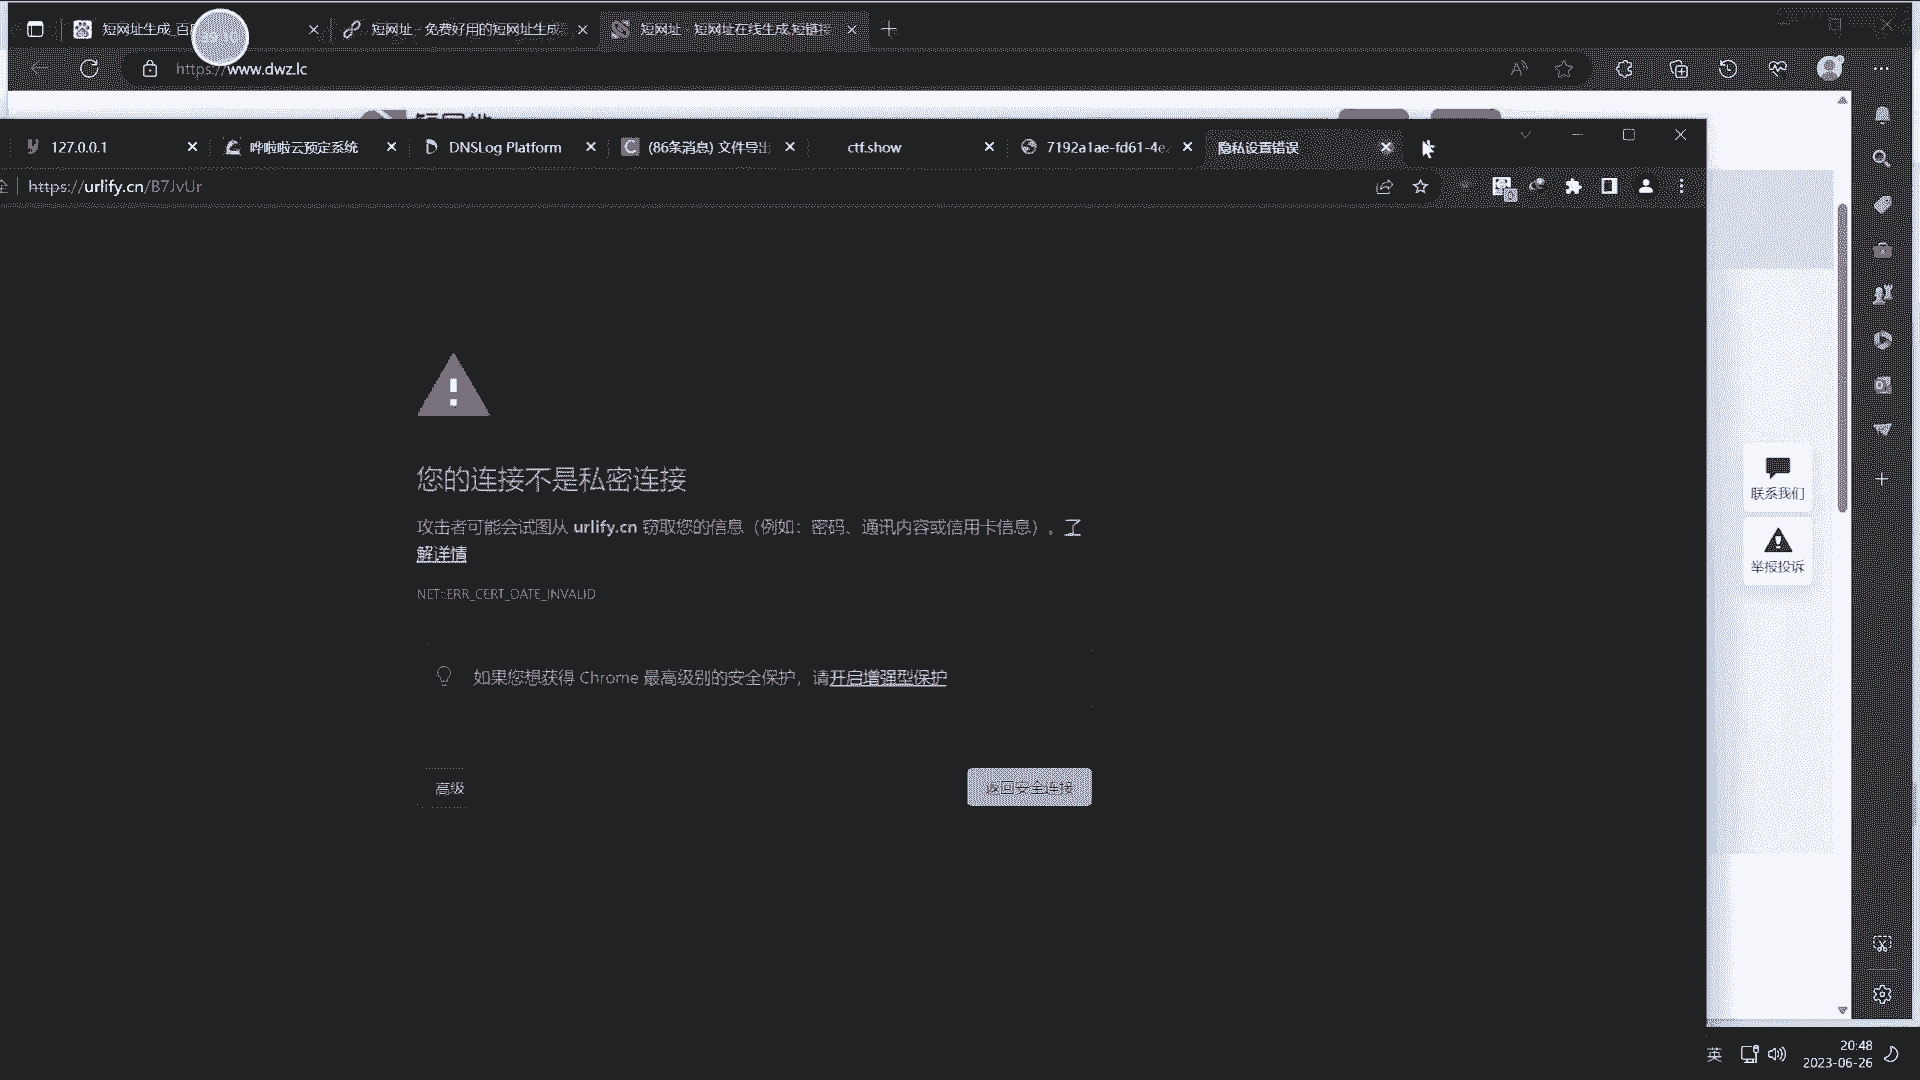 短网址生成_百
短网址 - 免费好用的短网址生成
短网址 - 短网址在线生成,短链接
https://www.dwz.lc
127.0.0.1
哗啦啦云预定系统
DNSLog Platform
(86条消息) 文件导出
ctf.show
7192a1ae-fd61-4e
隐私设置错误
全
https://urlify.cn/B7JvUr
您的连接不是私密连接
攻击者可能会试图从 urlify.cn 窃取您的信息（例如：密码、通讯内容或信用卡信息）。了
解详情
NET::ERR_CERT_DATE_INVALID
如果您想获得 Chrome 最高级别的安全保护，请开启增强型保护
高级
返回安全连接
联系我们
举报投诉
英
20:48
2023-06-26